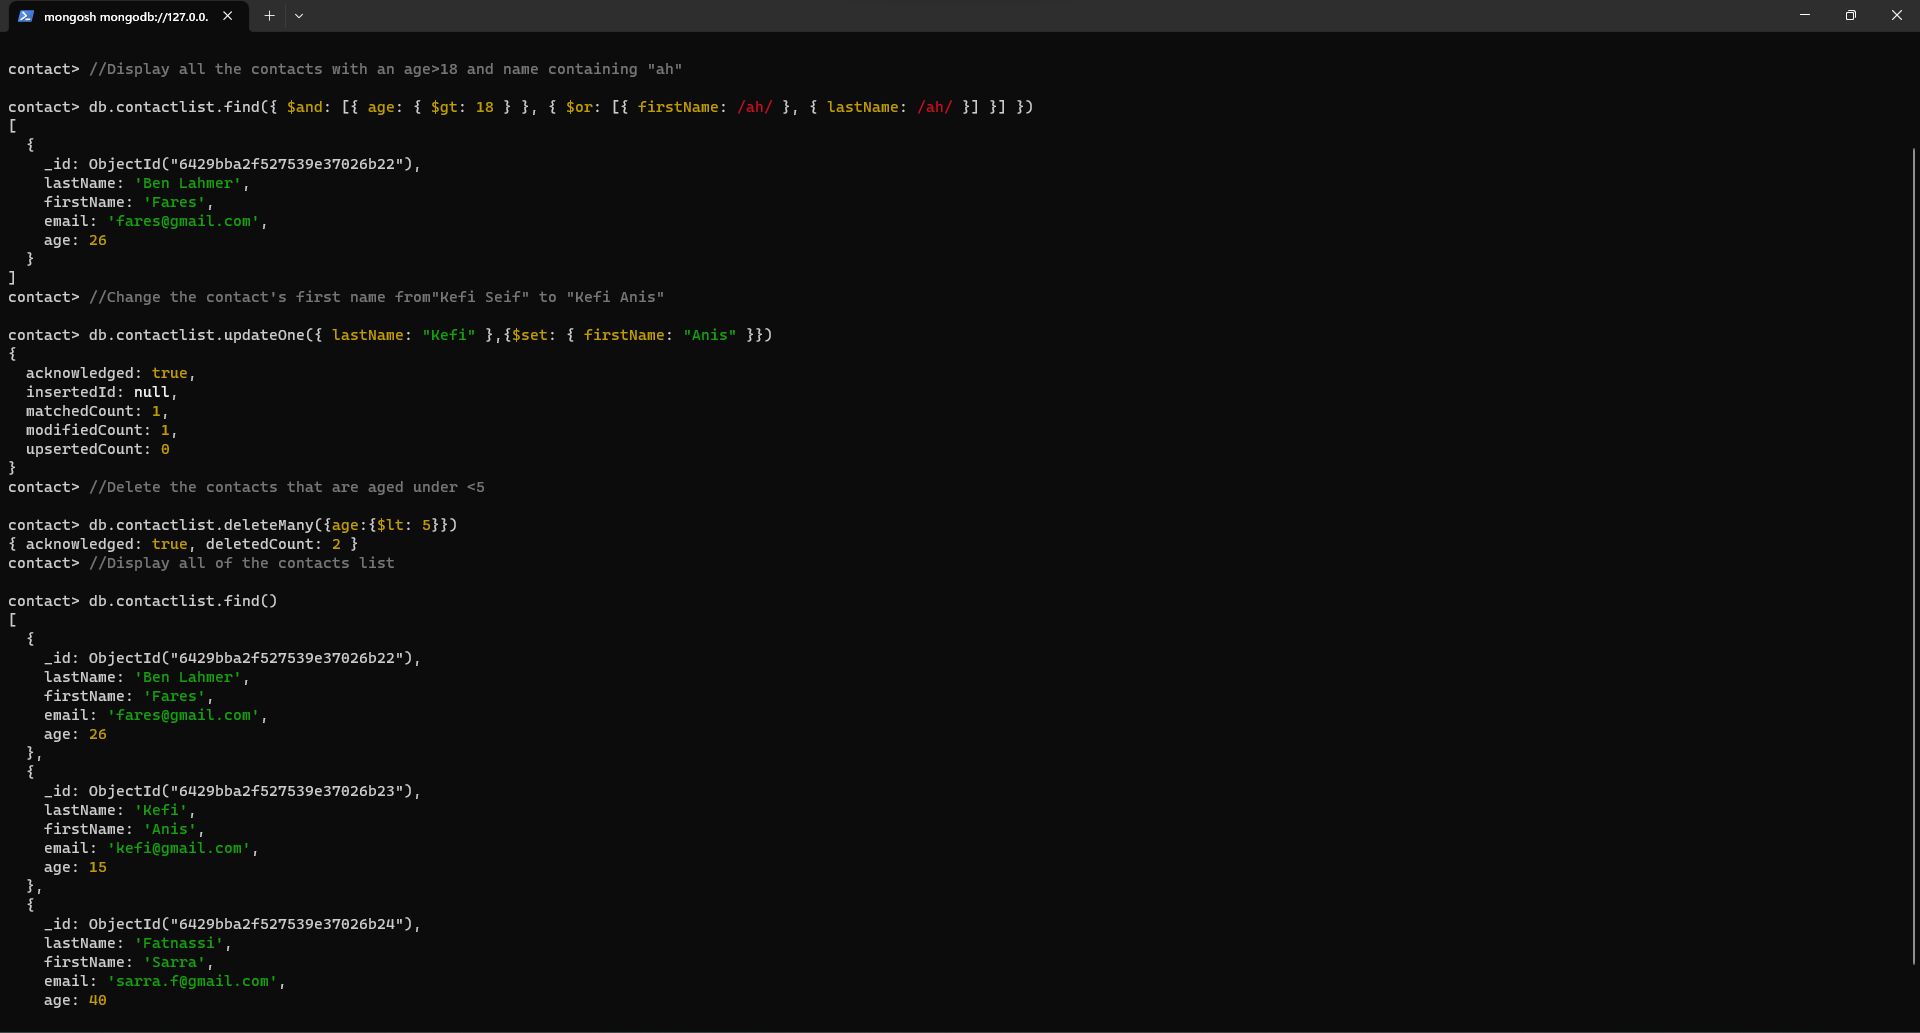 mongosh mongodb://127.0.0.
contact> //Display all the contacts with an age>18 and name containing "ah"
contact> db.contactlist.find({ $and: [{ age: { $gt: 18 } }, { $or: [{ firstName: /ah/ }, { lastName: /ah/ }] }] })
[
  {
    _id: ObjectId("6429bba2f527539e37026b22"),
    lastName: 'Ben Lahmer',
    firstName: 'Fares',
    email: 'fares@gmail.com',
    age: 26
  }
]
contact> //Change the contact's first name from"Kefi Seif" to "Kefi Anis"
contact> db.contactlist.updateOne({ lastName: "Kefi" },{$set: { firstName: "Anis" }})
{
  acknowledged: true,
  insertedId: null,
  matchedCount: 1,
  modifiedCount: 1,
  upsertedCount: 0
}
contact> //Delete the contacts that are aged under <5
contact> db.contactlist.deleteMany({age:{$lt: 5}})
{ acknowledged: true, deletedCount: 2 }
contact> //Display all of the contacts list
contact> db.contactlist.find()
[
  {
    _id: ObjectId("6429bba2f527539e37026b22"),
    lastName: 'Ben Lahmer',
    firstName: 'Fares',
    email: 'fares@gmail.com',
    age: 26
  },
  {
    _id: ObjectId("6429bba2f527539e37026b23"),
    lastName: 'Kefi',
    firstName: 'Anis',
    email: 'kefi@gmail.com',
    age: 15
  },
  {
    _id: ObjectId("6429bba2f527539e37026b24"),
    lastName: 'Fatnassi',
    firstName: 'Sarra',
    email: 'sarra.f@gmail.com',
    age: 40